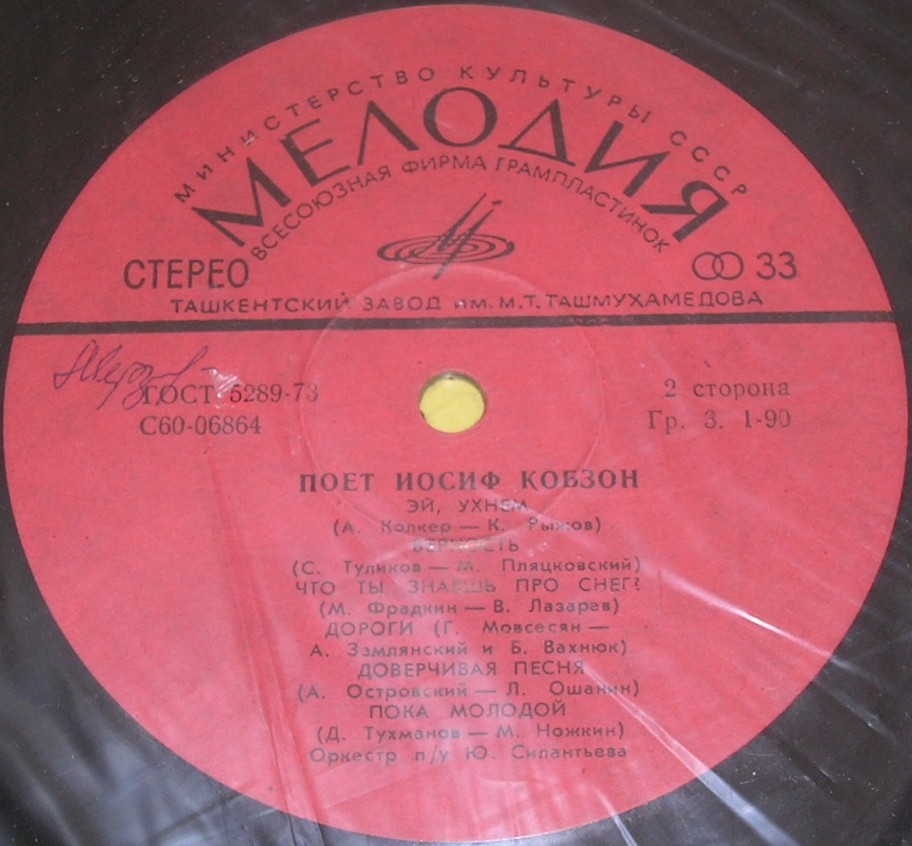 МИНИСТЕРСТВО КУЛЬТУРЫ СССР
МЕЛОДИЯ
ВСЕСОЮЗНАЯ ФИРМА ГРАМПЛАСТИНОК
СТЕРЕО
33
ТАШКЕНТСКИЙ ЗАВОД им. М.Т. ТАШМУХАМЕДОВА
ГОСТ 5289-73
2 сторона
С60-06864
Гр. 3. 1-90
ПОЕТ ИОСИФ КОБЗОН
ЭЙ, УХНЕМ
(А. Колкер — К. Рыжов)
ВЕРНОСТЬ
(С. Туликов — М. Пляцковский)
ЧТО ТЫ ЗНАЕШЬ ПРО СНЕГ?
(М. Фрадкин — В. Лазарев)
ДОРОГИ (Г. Мовсесян —
А. Зэмлянский и Б. Вахнюк)
ДОВЕРЧИВАЯ ПЕСНЯ
(А. Островский — Л. Ошанин)
ПОКА МОЛОДОЙ
(Д. Тухманов — М. Ножкин)
Оркестр п/у Ю. Силантьева